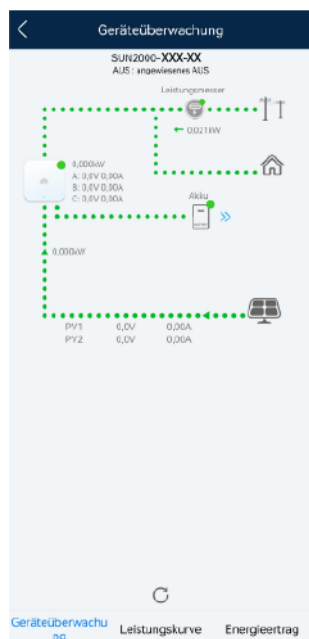 Geräteüberwachung
SUN2000-XXX-XX
AUS : angewiesenes AUS
Leistungsmesser
0,021kW
0,000kW
A: 0,0V 0,00A
B: 0,0V 0,00A
C: 0,0V 0,00A
Akku
0,000kW
PV1 0,0V 0,00A
PV2 0,0V 0,00A
Geräteüberwachu
ng
Leistungskurve
Energieertrag